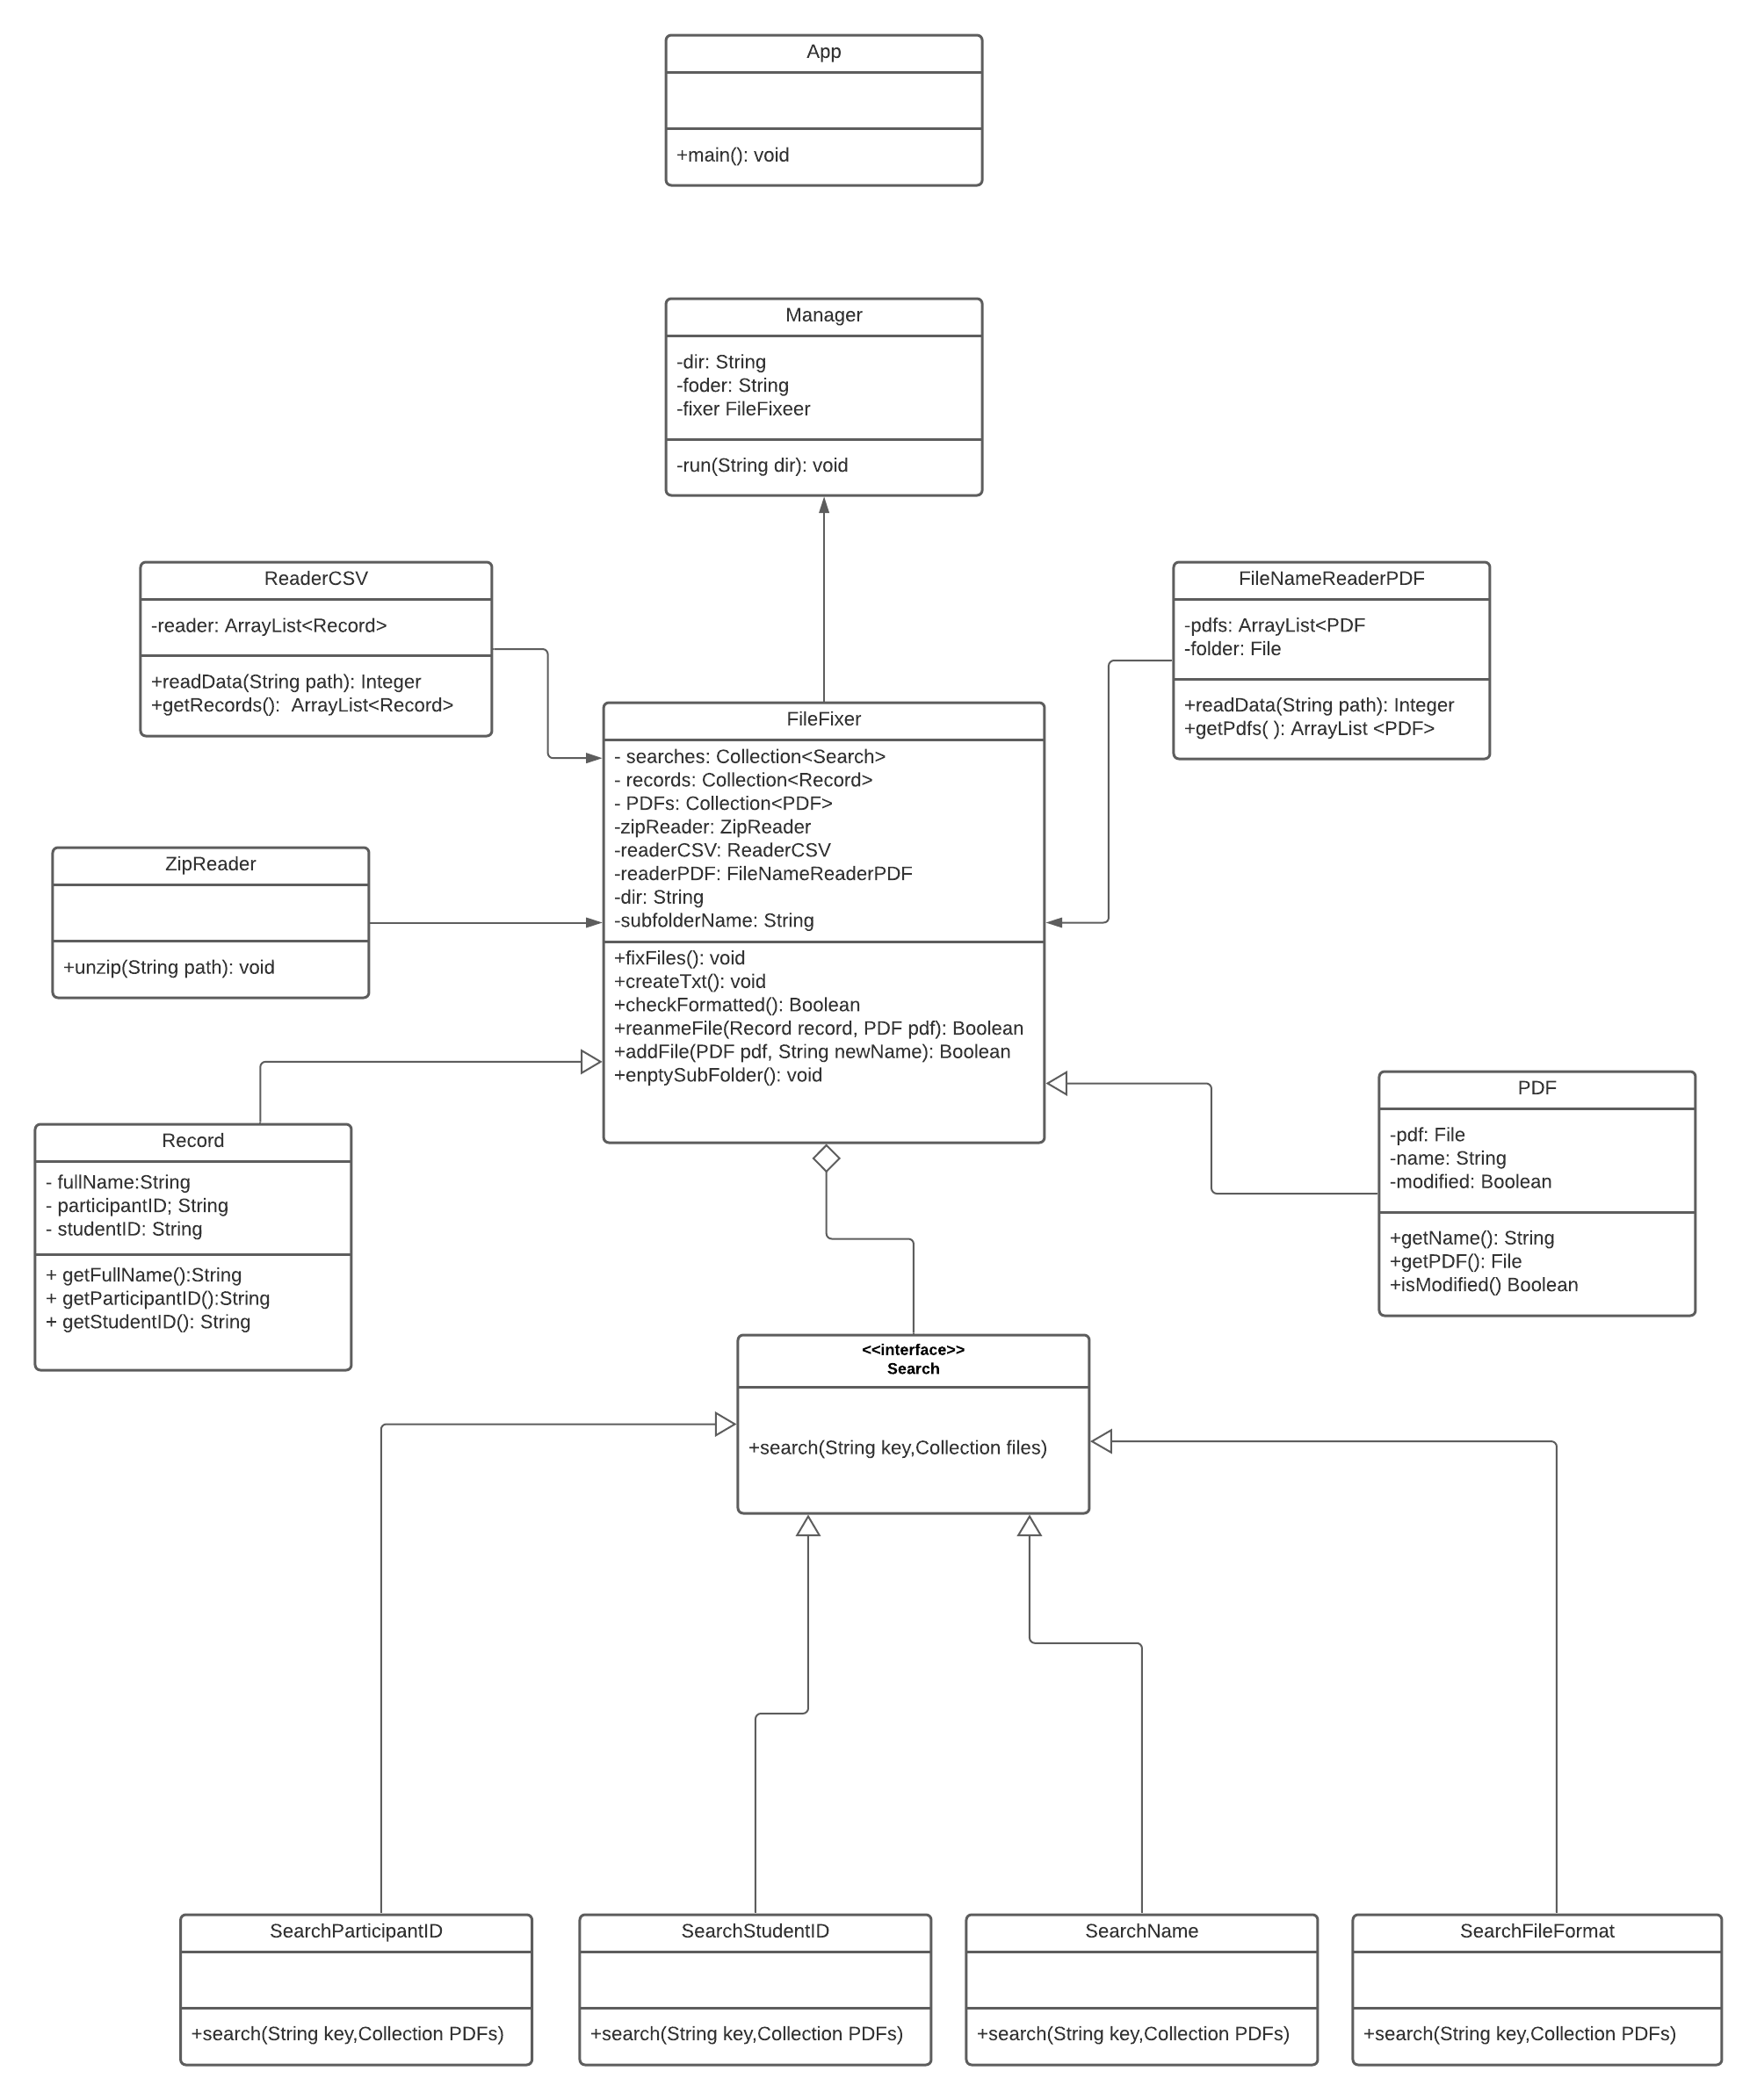 App
+main(): void
Manager
-dir: String
-foder: String
-fixer FileFixeer
-run(String dir): void
ReaderCSV
-reader: ArrayList<Record>
+readData(String path): Integer
+getRecords():  ArrayList<Record>
FileNameReaderPDF
-pdfs: ArrayList<PDF
-folder: File
+readData(String path): Integer
+getPdfs( ): ArrayList <PDF>
FileFixer
- searches: Collection<Search>
- records: Collection<Record>
- PDFs: Collection<PDF>
-zipReader: ZipReader
-readerCSV: ReaderCSV
-readerPDF: FileNameReaderPDF
-dir: String
-subfolderName: String
+fixFiles(): void
+createTxt(): void
+checkFormatted(): Boolean
+reanmeFile(Record record, PDF pdf): Boolean
+addFile(PDF pdf, String newName): Boolean
+enptySubFolder(): void
ZipReader
+unzip(String path): void
Record
- fullName:String
- participantID; String
- studentID: String
+ getFullName():String
+ getParticipantID():String
+ getStudentID(): String
PDF
-pdf: File
-name: String
-modified: Boolean
+getName(): String
+getPDF(): File
+isModified() Boolean
<<interface>>
Search
+search(String key,Collection files)
SearchParticipantID
+search(String key,Collection PDFs)
SearchStudentID
+search(String key,Collection PDFs)
SearchName
+search(String key,Collection PDFs)
SearchFileFormat
+search(String key,Collection PDFs)